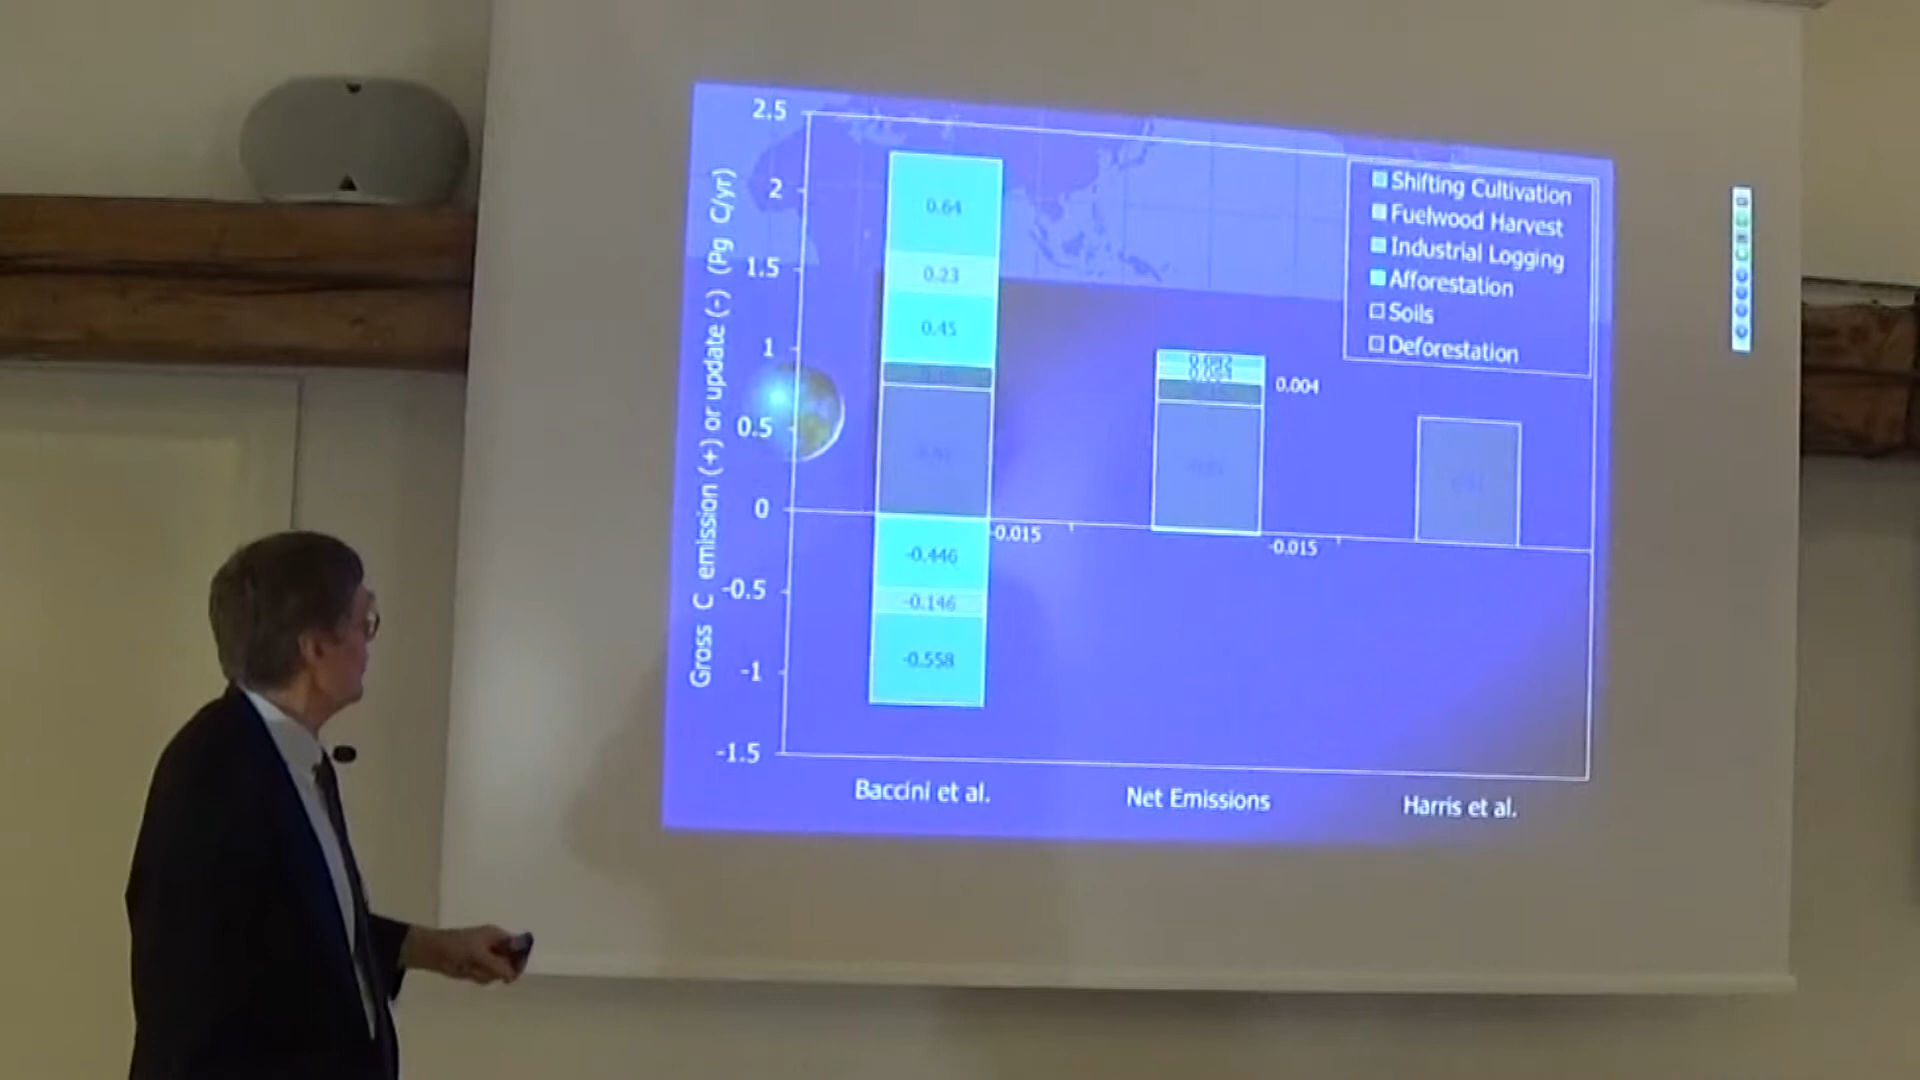 Gross C emission (+) or update (-) (Pg C/yr)
2.5
2
1.5
1
0.5
0
-0.5
-1
-1.5
0.64
0.23
0.45
-0.446
-0.146
-0.558
-0.015
0.004
-0.015
Shifting Cultivation
Fuelwood Harvest
Industrial Logging
Afforestation
Soils
Deforestation
Baccini et al.
Net Emissions
Harris et al.